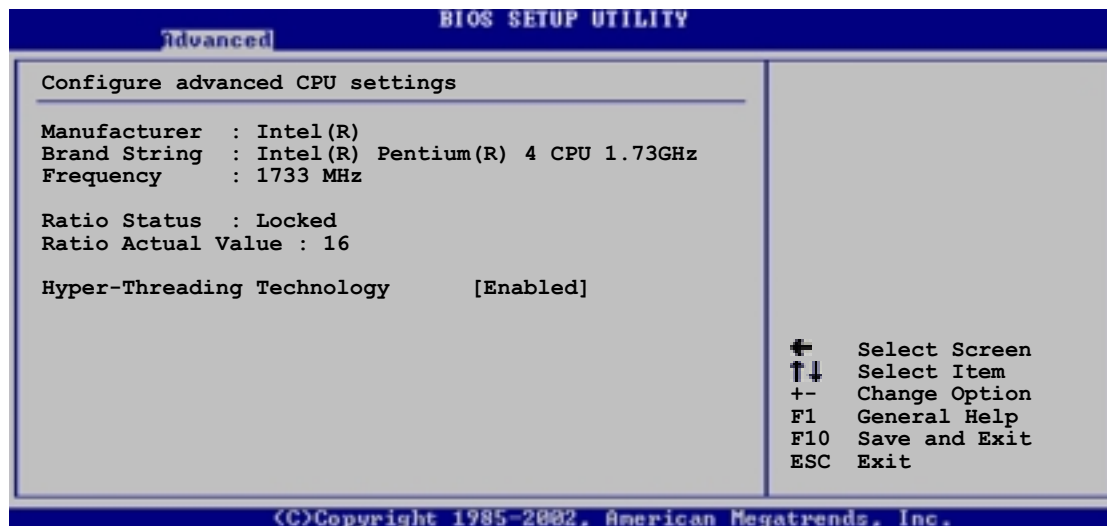 BIOS SETUP UTILITY
Advanced
Configure advanced CPU settings
Manufacturer : Intel(R)
Brand String : Intel(R) Pentium(R) 4 CPU 1.73GHz
Frequency : 1733 MHz
Ratio Status : Locked
Ratio Actual Value : 16
Hyper-Threading Technology [Enabled]
← Select Screen
↑↓ Select Item
+- Change Option
F1 General Help
F10 Save and Exit
ESC Exit
(C)Copyright 1985-2002, American Megatrends, Inc.